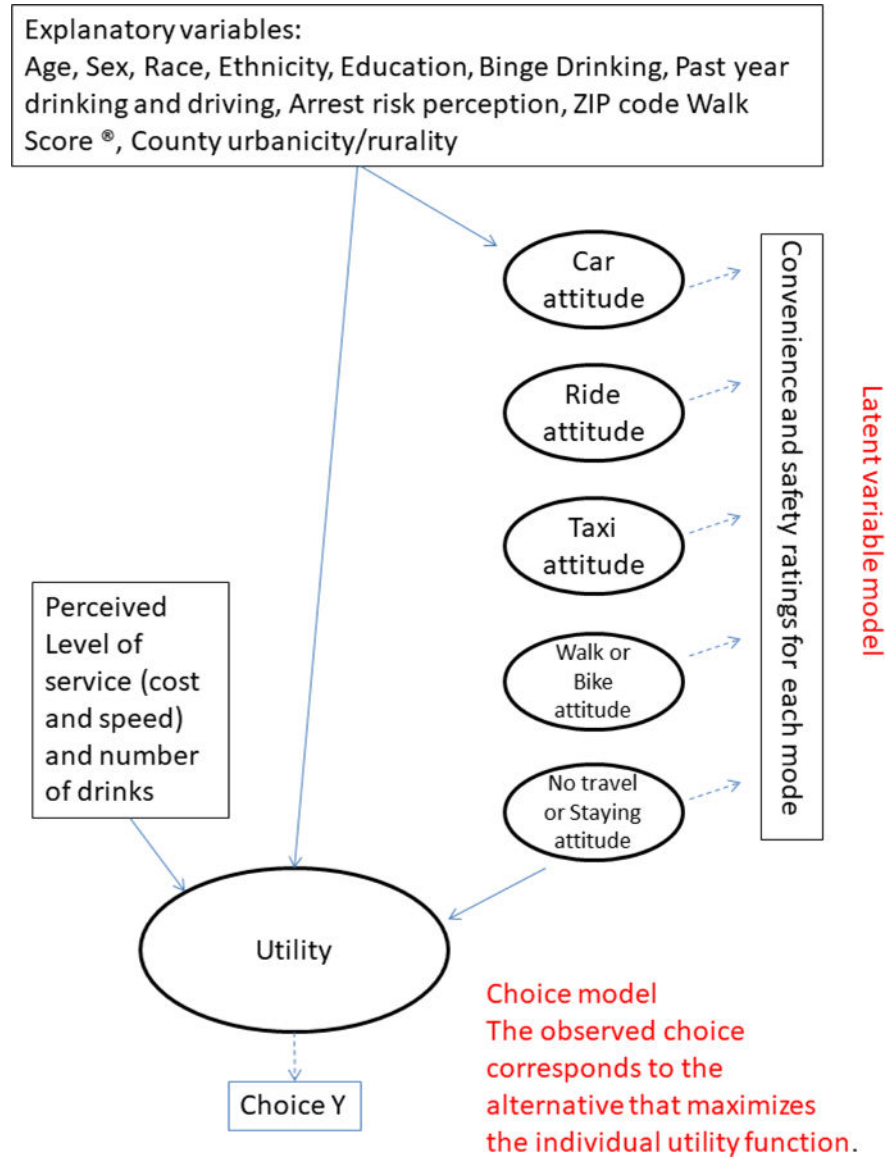 Explanatory variables:
Age, Sex, Race, Ethnicity, Education, Binge Drinking, Past year
drinking and driving, Arrest risk perception, ZIP code Walk
Score ®, County urbanicity/rurality
Car
attitude
Ride
attitude
Taxi
attitude
Walk or
Bike
attitude
No travel
or Staying
attitude
Convenience and safety ratings for each mode
Latent variable model
Perceived
Level of
service (cost
and speed)
and number
of drinks
Utility
Choice Y
Choice model
The observed choice
corresponds to the
alternative that maximizes
the individual utility function.